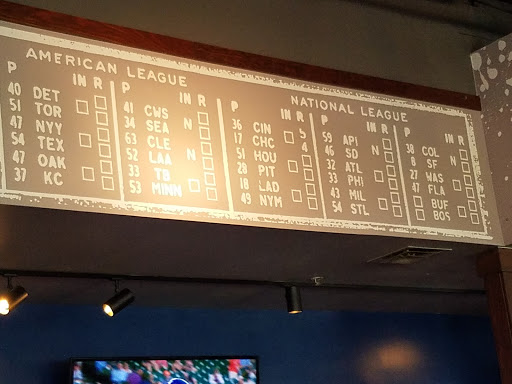 AMERICAN LEAGUE
NATIONAL LEAGUE
P IN R P IN R P IN R P IN R
40 DET
51 TOR
47 NYY
54 TEX
47 OAK
37 KC
41 CWS
34 SEA N
63 CLE
52 LAA N
33 TB
53 MINN
36 CIN 5
17 CHC 4
51 HOU
28 PIT
18 LAD
49 NYM
59 API N
46 SD
32 ATL
33 PHI
43 MIL
54 STL
38 COL N
8 SF
27 WAS
47 FLA
BUF
BOS